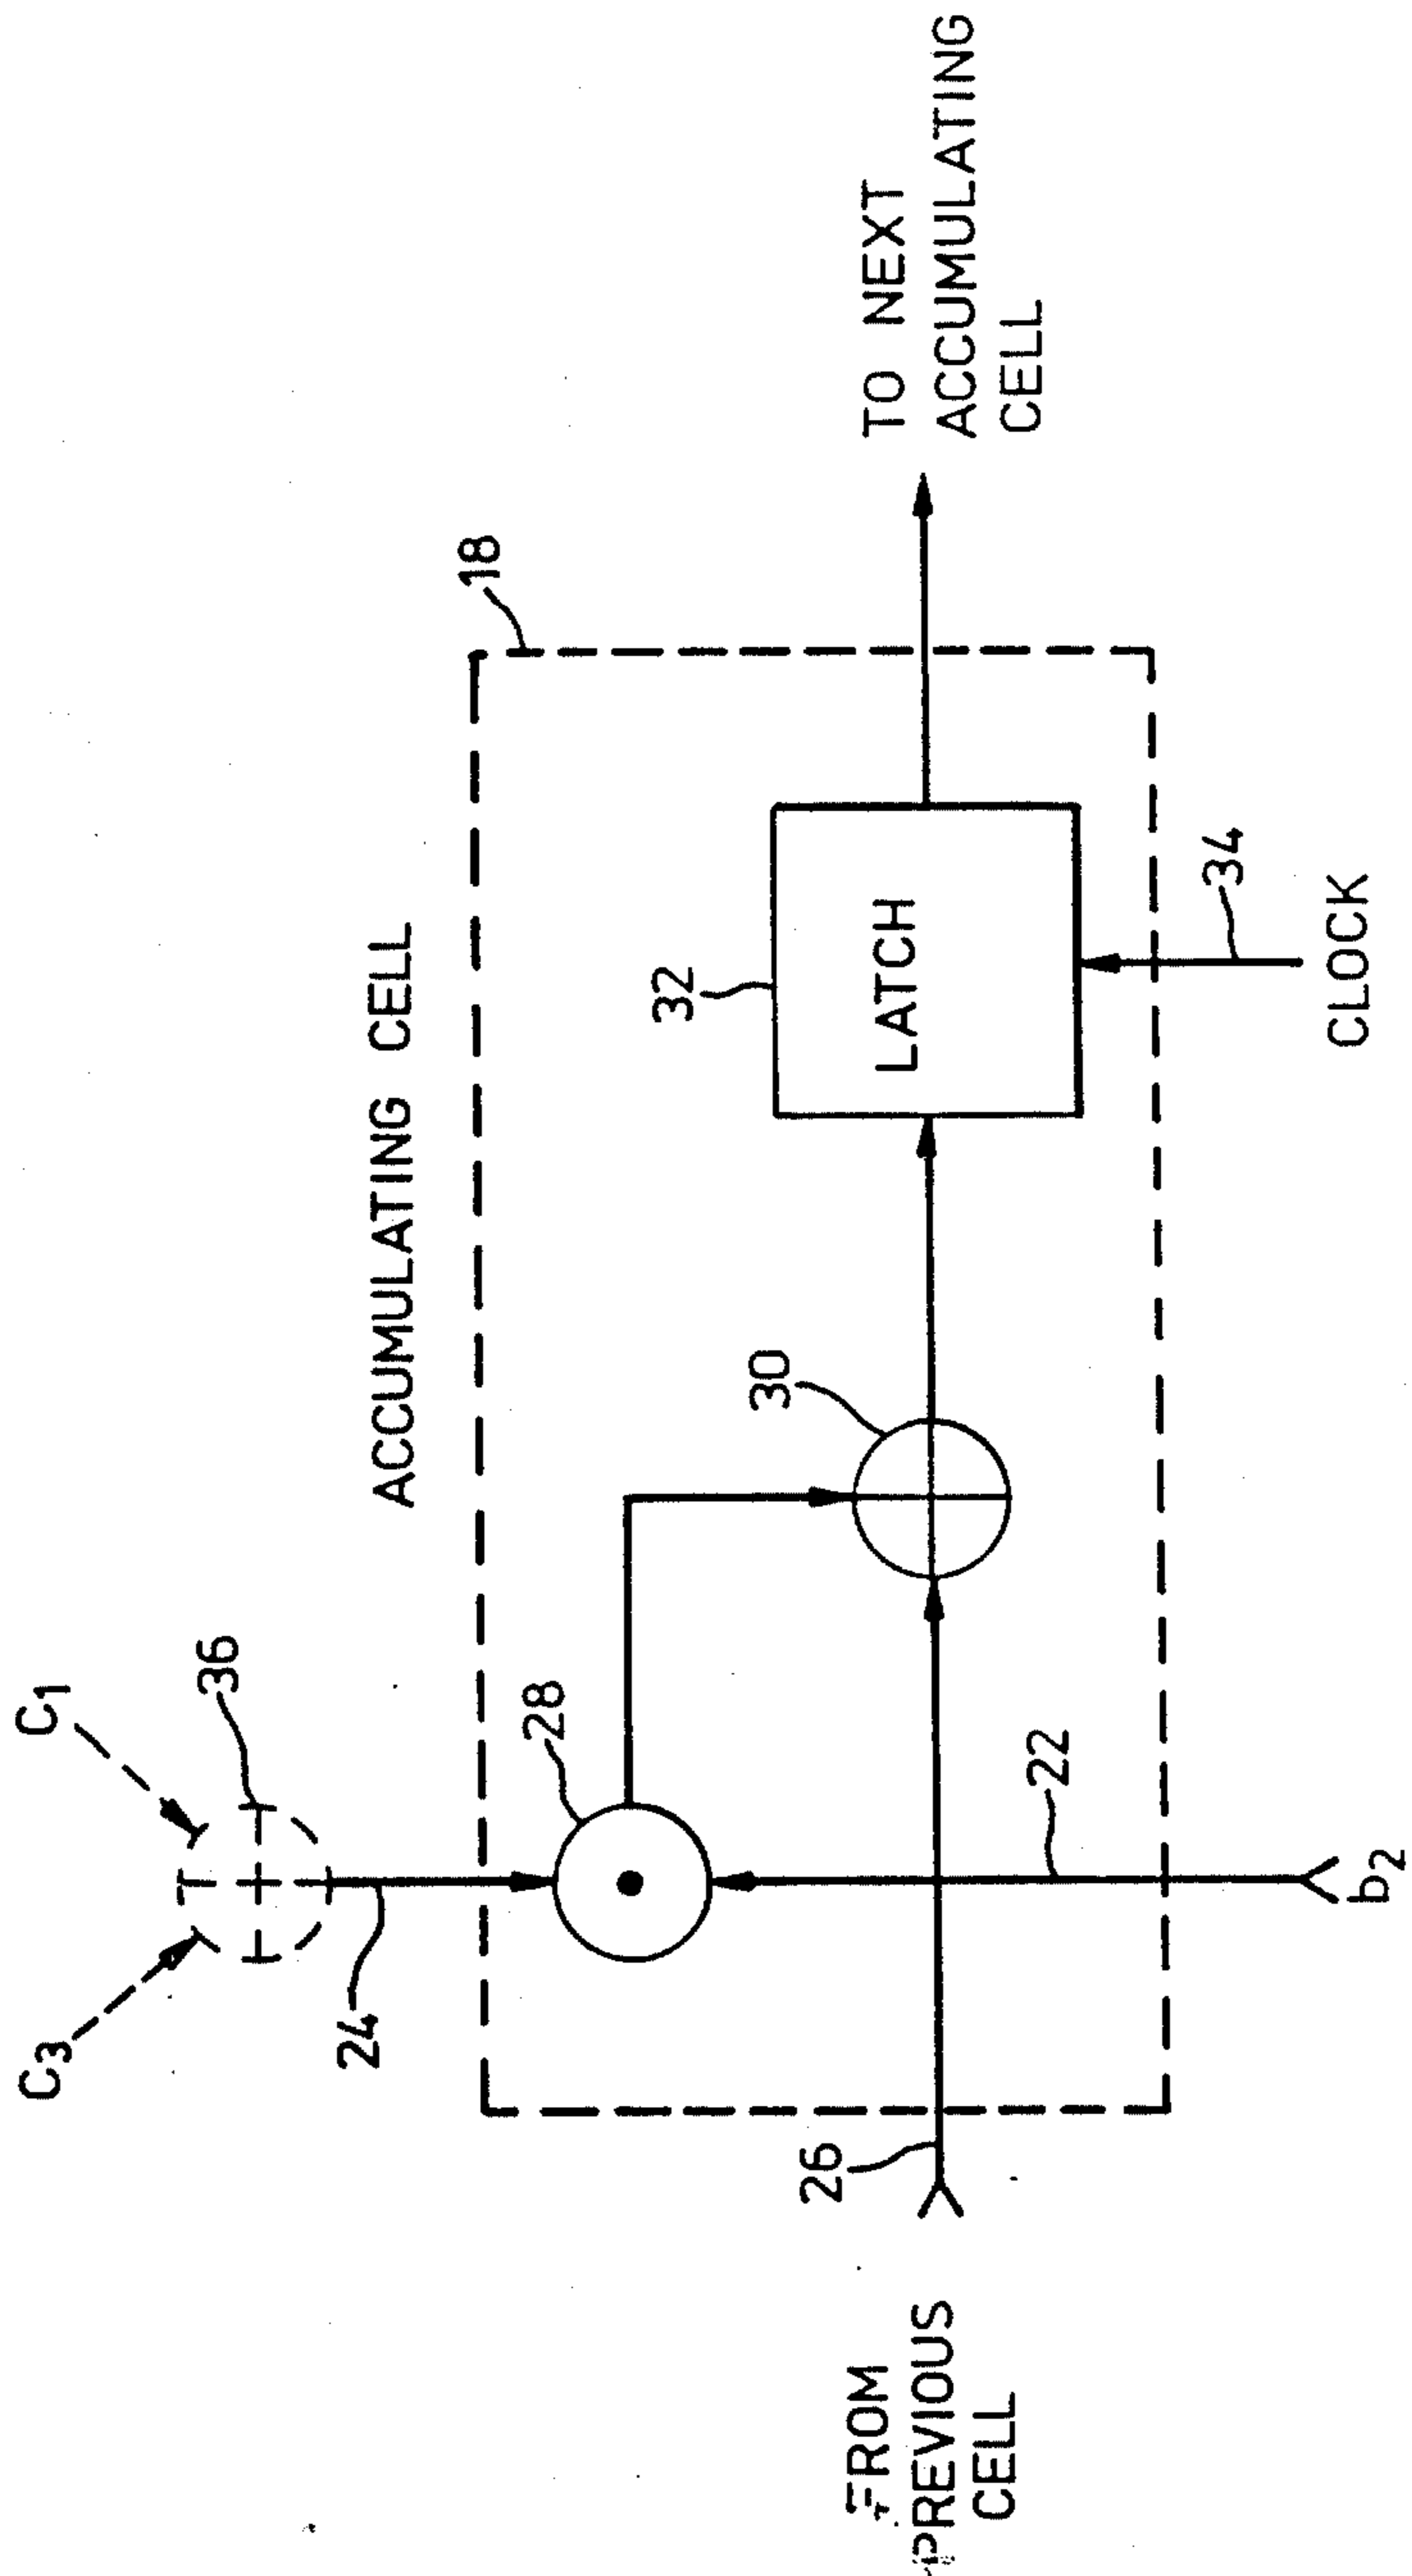 C3
C1
36
24
ACCUMULATING CELL
18
28
30
32
LATCH
26
22
34
FROM
PREVIOUS
CELL
TO NEXT
ACCUMULATING
CELL
b2
CLOCK